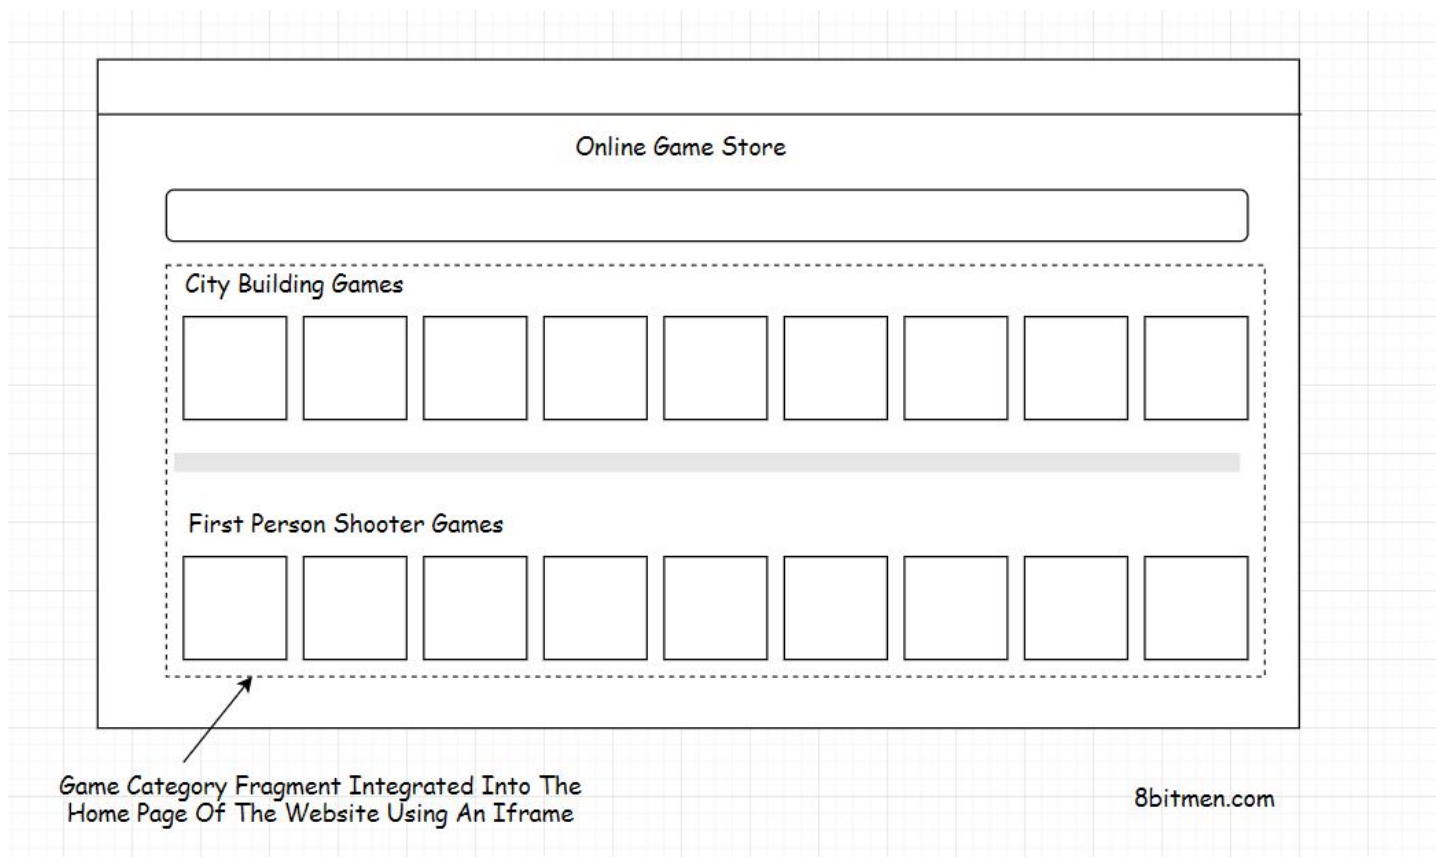 Online Game Store
City Building Games
First Person Shooter Games
Game Category Fragment Integrated Into The
Home Page Of The Website Using An Iframe
8bitmen.com